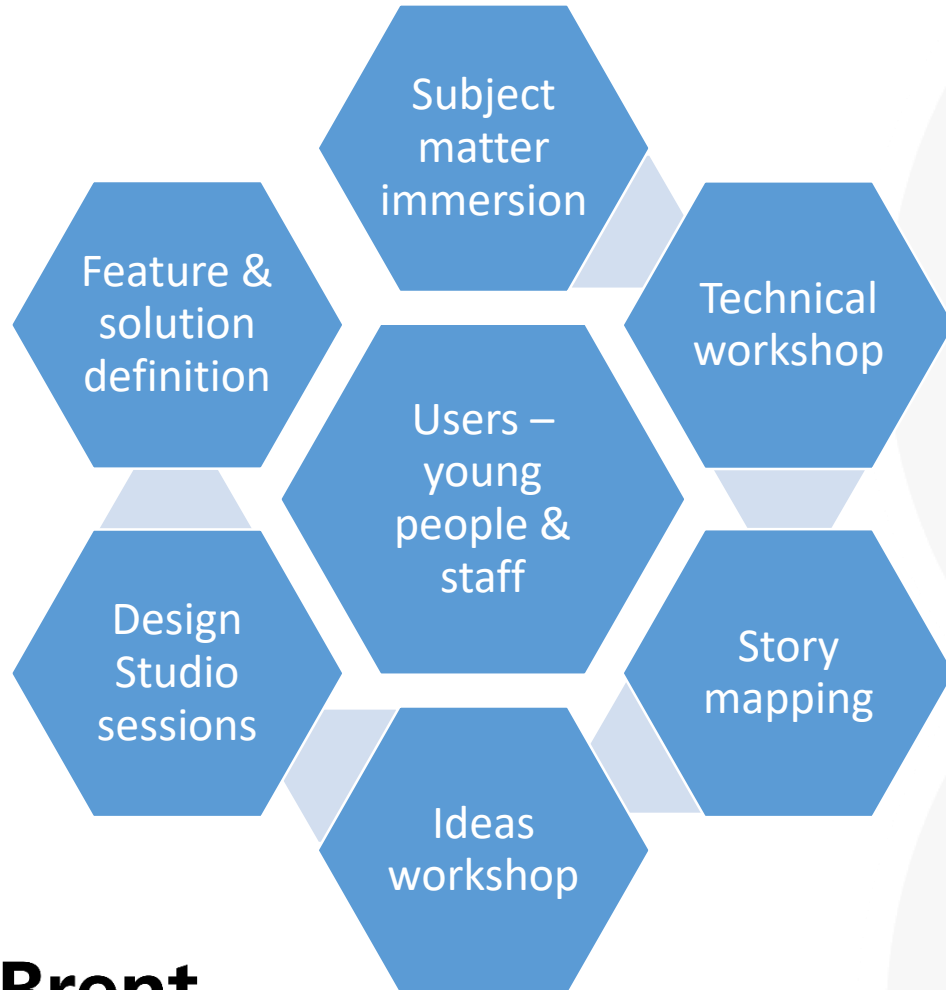 Subject
matter
immersion
Technical
workshop
Story
mapping
Ideas
workshop
Design
Studio
sessions
Feature &
solution
definition
Users –
young
people &
staff
Brent